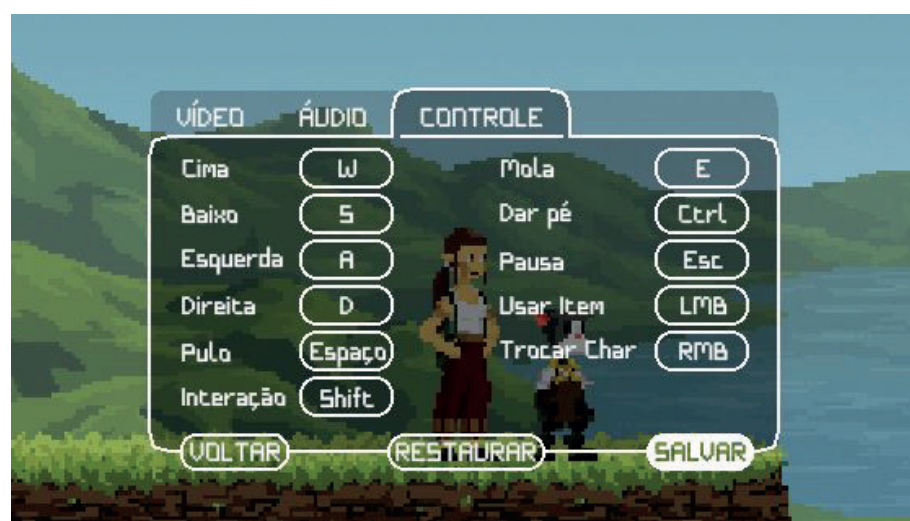 VÍDEO ÁUDIO CONTROLE
Cima W Mola E
Baixo S Dar pé Ctrl
Esquerda A Pausa Esc
Direita D Usar Item LMB
Pulo Espaço Trocar Char RMB
Interação Shift
VOLTAR RESTAURAR SALVAR